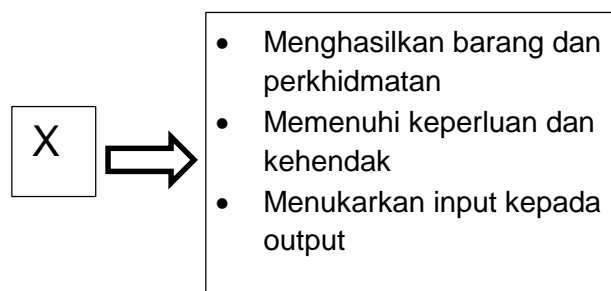 X
• Menghasilkan barang dan
perkhidmatan
• Memenuhi keperluan dan
kehendak
• Menukarkan input kepada
output